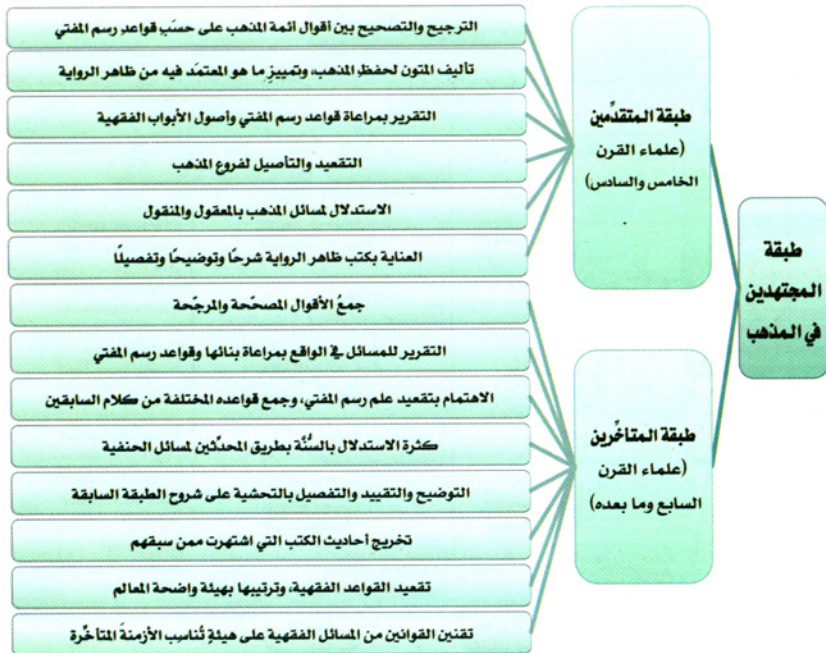 طبقة
المجتهدين
في المذهب
طبقة المتقدِّمين
(علماء القرن
الخامس والسادس)
الترجيح والتصحيح بين أقوال أئمة المذهب على حسَبِ قواعدِ رسم المفتي
تأليف المتون لحفظِ المذهب، وتمييزِ ما هو المعتمَد فيه من ظاهر الرواية
التقرير بمراعاة قواعد رسم المفتي وأصول الأبواب الفقهية
التقعيد والتأصيل لفروع المذهب
الاستدلال لمسائل المذهب بالمعقول والمنقول
العناية بكتب ظاهر الرواية شرحًا وتوضيحًا وتفصيلًا
طبقة المتأخِّرين
(علماء القرن
السابع وما بعده)
جمعُ الأقوال المصحّحة والمرجّحة
التقرير للمسائل في الواقع بمراعاة بنائها وقواعد رسم المفتي
الاهتمام بتقعيد علم رسم المفتي، وجمع قواعده المختلفة من كلام السابقين
كثرة الاستدلال بالسُّنَّة بطريق المحدِّثين لمسائل الحنفية
التوضيح والتقييد والتفصيل بالتحشية على شروح الطبقة السابقة
تخريج أحاديث الكتب التي اشتهرت ممن سبقهم
تقعيد القواعد الفقهية، وترتيبها بهيئة واضحة المعالم
تقنين القوانين من المسائل الفقهية على هيئةٍ تُناسِب الأزمنةَ المتأخّرة